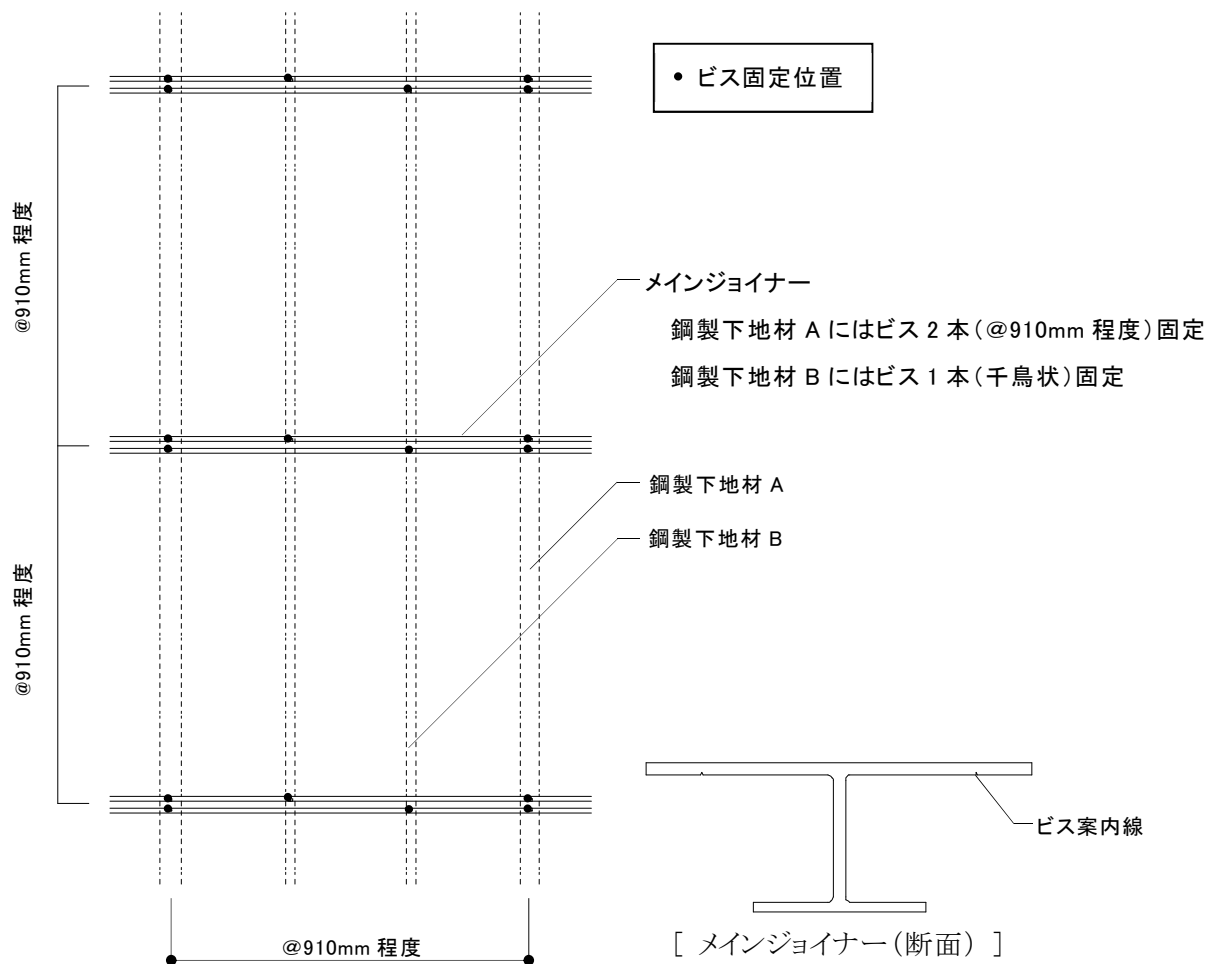 • ビス固定位置
@910mm 程度
メインジョイナー
鋼製下地材 A にはビス 2 本（@910mm 程度）固定
鋼製下地材 B にはビス 1 本（千鳥状）固定
鋼製下地材 A
鋼製下地材 B
@910mm 程度
ビス案内線
@910mm 程度
[ メインジョイナー（断面） ]